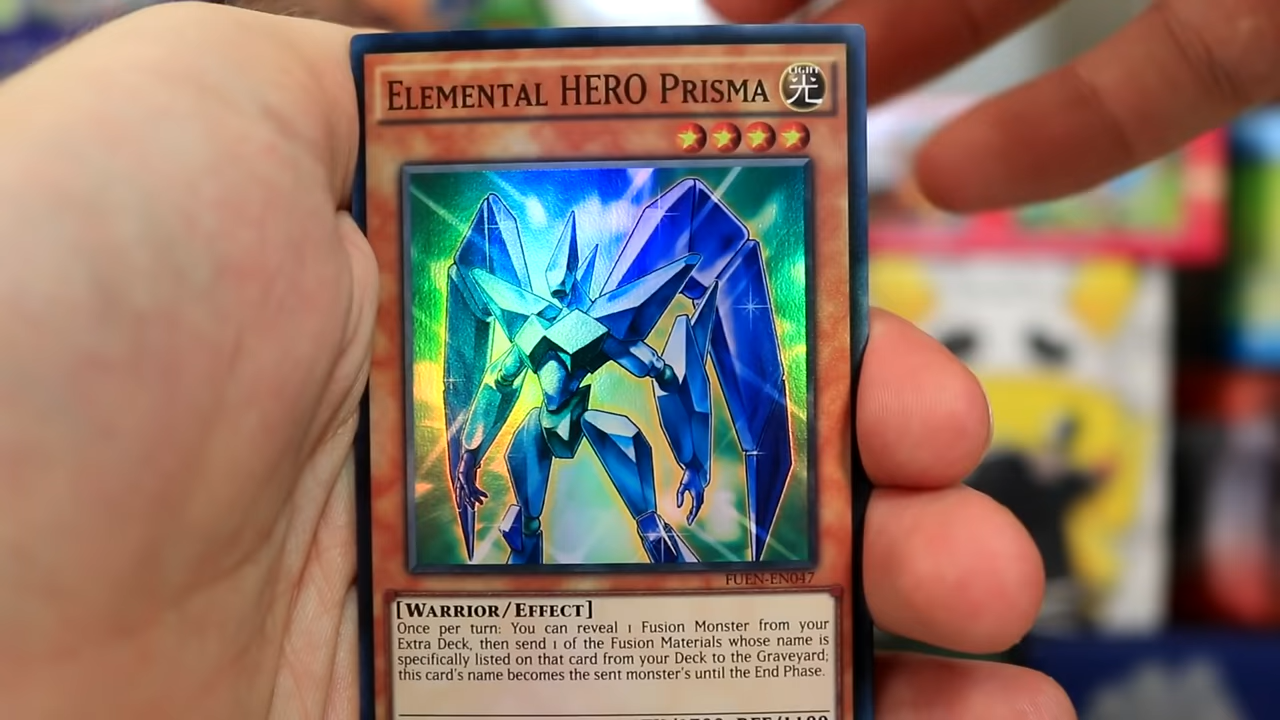 ELEMENTAL HERO PRISMA
LIGHT
光
FUEN-EN047
[WARRIOR/EFFECT]
Once per turn: You can reveal 1 Fusion Monster from your
Extra Deck, then send 1 of the Fusion Materials whose name is
specifically listed on that card from your Deck to the Graveyard;
this card's name becomes the sent monster's until the End Phase.